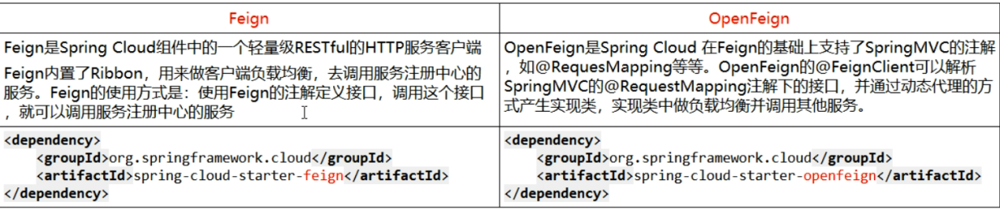 Feign
OpenFeign
Feign是Spring Cloud组件中的一个轻量级RESTful的HTTP服务客户端
Feign内置了Ribbon，用来做客户端负载均衡，去调用服务注册中心的
服务。Feign的使用方式是：使用Feign的注解定义接口，调用这个接口
，就可以调用服务注册中心的服务
OpenFeign是Spring Cloud 在Feign的基础上支持了SpringMVC的注解
，如@RequesMapping等等。OpenFeign的@FeignClient可以解析
SpringMVC的@RequestMapping注解下的接口，并通过动态代理的方
式产生实现类，实现类中做负载均衡并调用其他服务。
<dependency>
    <groupId>org.springframework.cloud</groupId>
    <artifactId>spring-cloud-starter-feign</artifactId>
</dependency>
<dependency>
    <groupId>org.springframework.cloud</groupId>
    <artifactId>spring-cloud-starter-openfeign</artifactId>
</dependency>